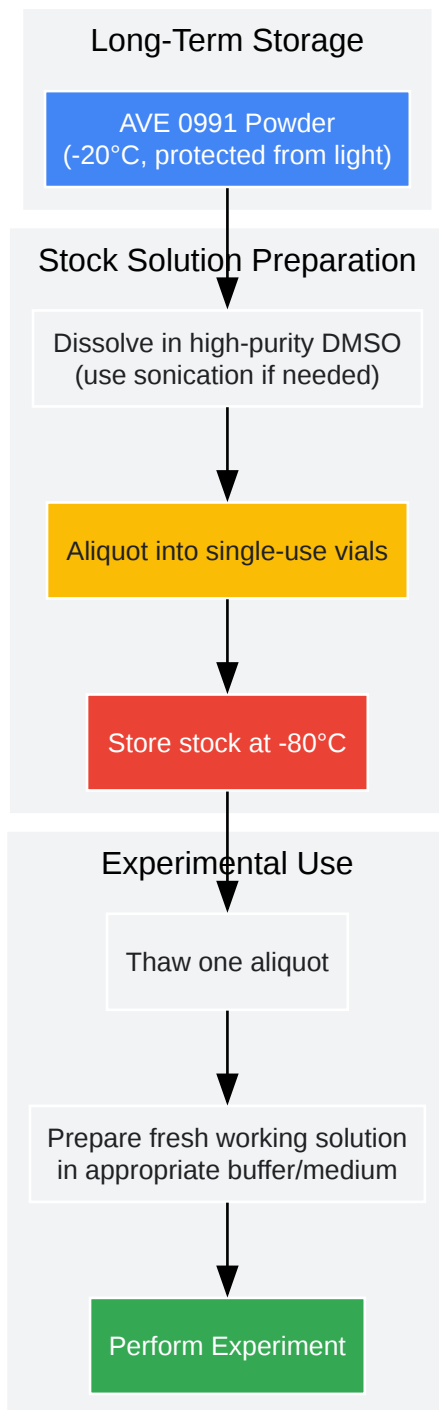 Long-Term Storage
AVE 0991 Powder
(-20°C, protected from light)
Stock Solution Preparation
Dissolve in high-purity DMSO
(use sonication if needed)
Aliquot into single-use vials
Store stock at -80°C
Experimental Use
Thaw one aliquot
Prepare fresh working solution
in appropriate buffer/medium
Perform Experiment